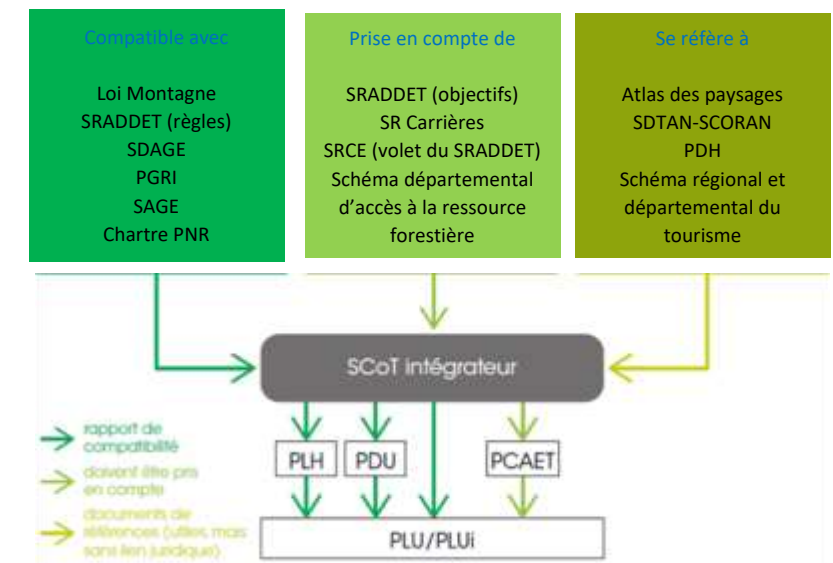 Compatible avec
Loi Montagne
SRADDET (règles)
SDAGE
PGRI
SAGE
Chartre PNR
Prise en compte de
SRADDET (objectifs)
SR Carrières
SRCE (volet du SRADDET)
Schéma départemental
d'accès à la ressource
forestière
Se réfère à
Atlas des paysages
SDTAN-SCORAN
PDH
Schéma régional et
départemental du
tourisme
SCoT intégrateur
rapport de
compatibilité
doivent être pris
en compte
documents de
références (utiles mais
sans lien juridique)
PLH
PDU
PCAET
PLU/PLUi